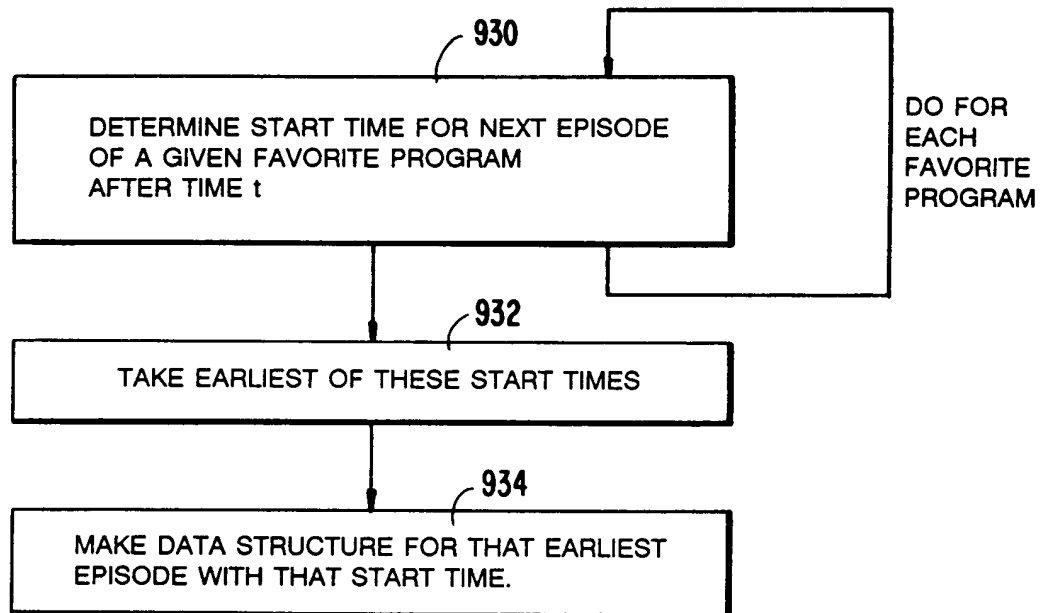 930
DETERMINE START TIME FOR NEXT EPISODE
OF A GIVEN FAVORITE PROGRAM
AFTER TIME t
DO FOR
EACH
FAVORITE
PROGRAM
932
TAKE EARLIEST OF THESE START TIMES
934
MAKE DATA STRUCTURE FOR THAT EARLIEST
EPISODE WITH THAT START TIME.